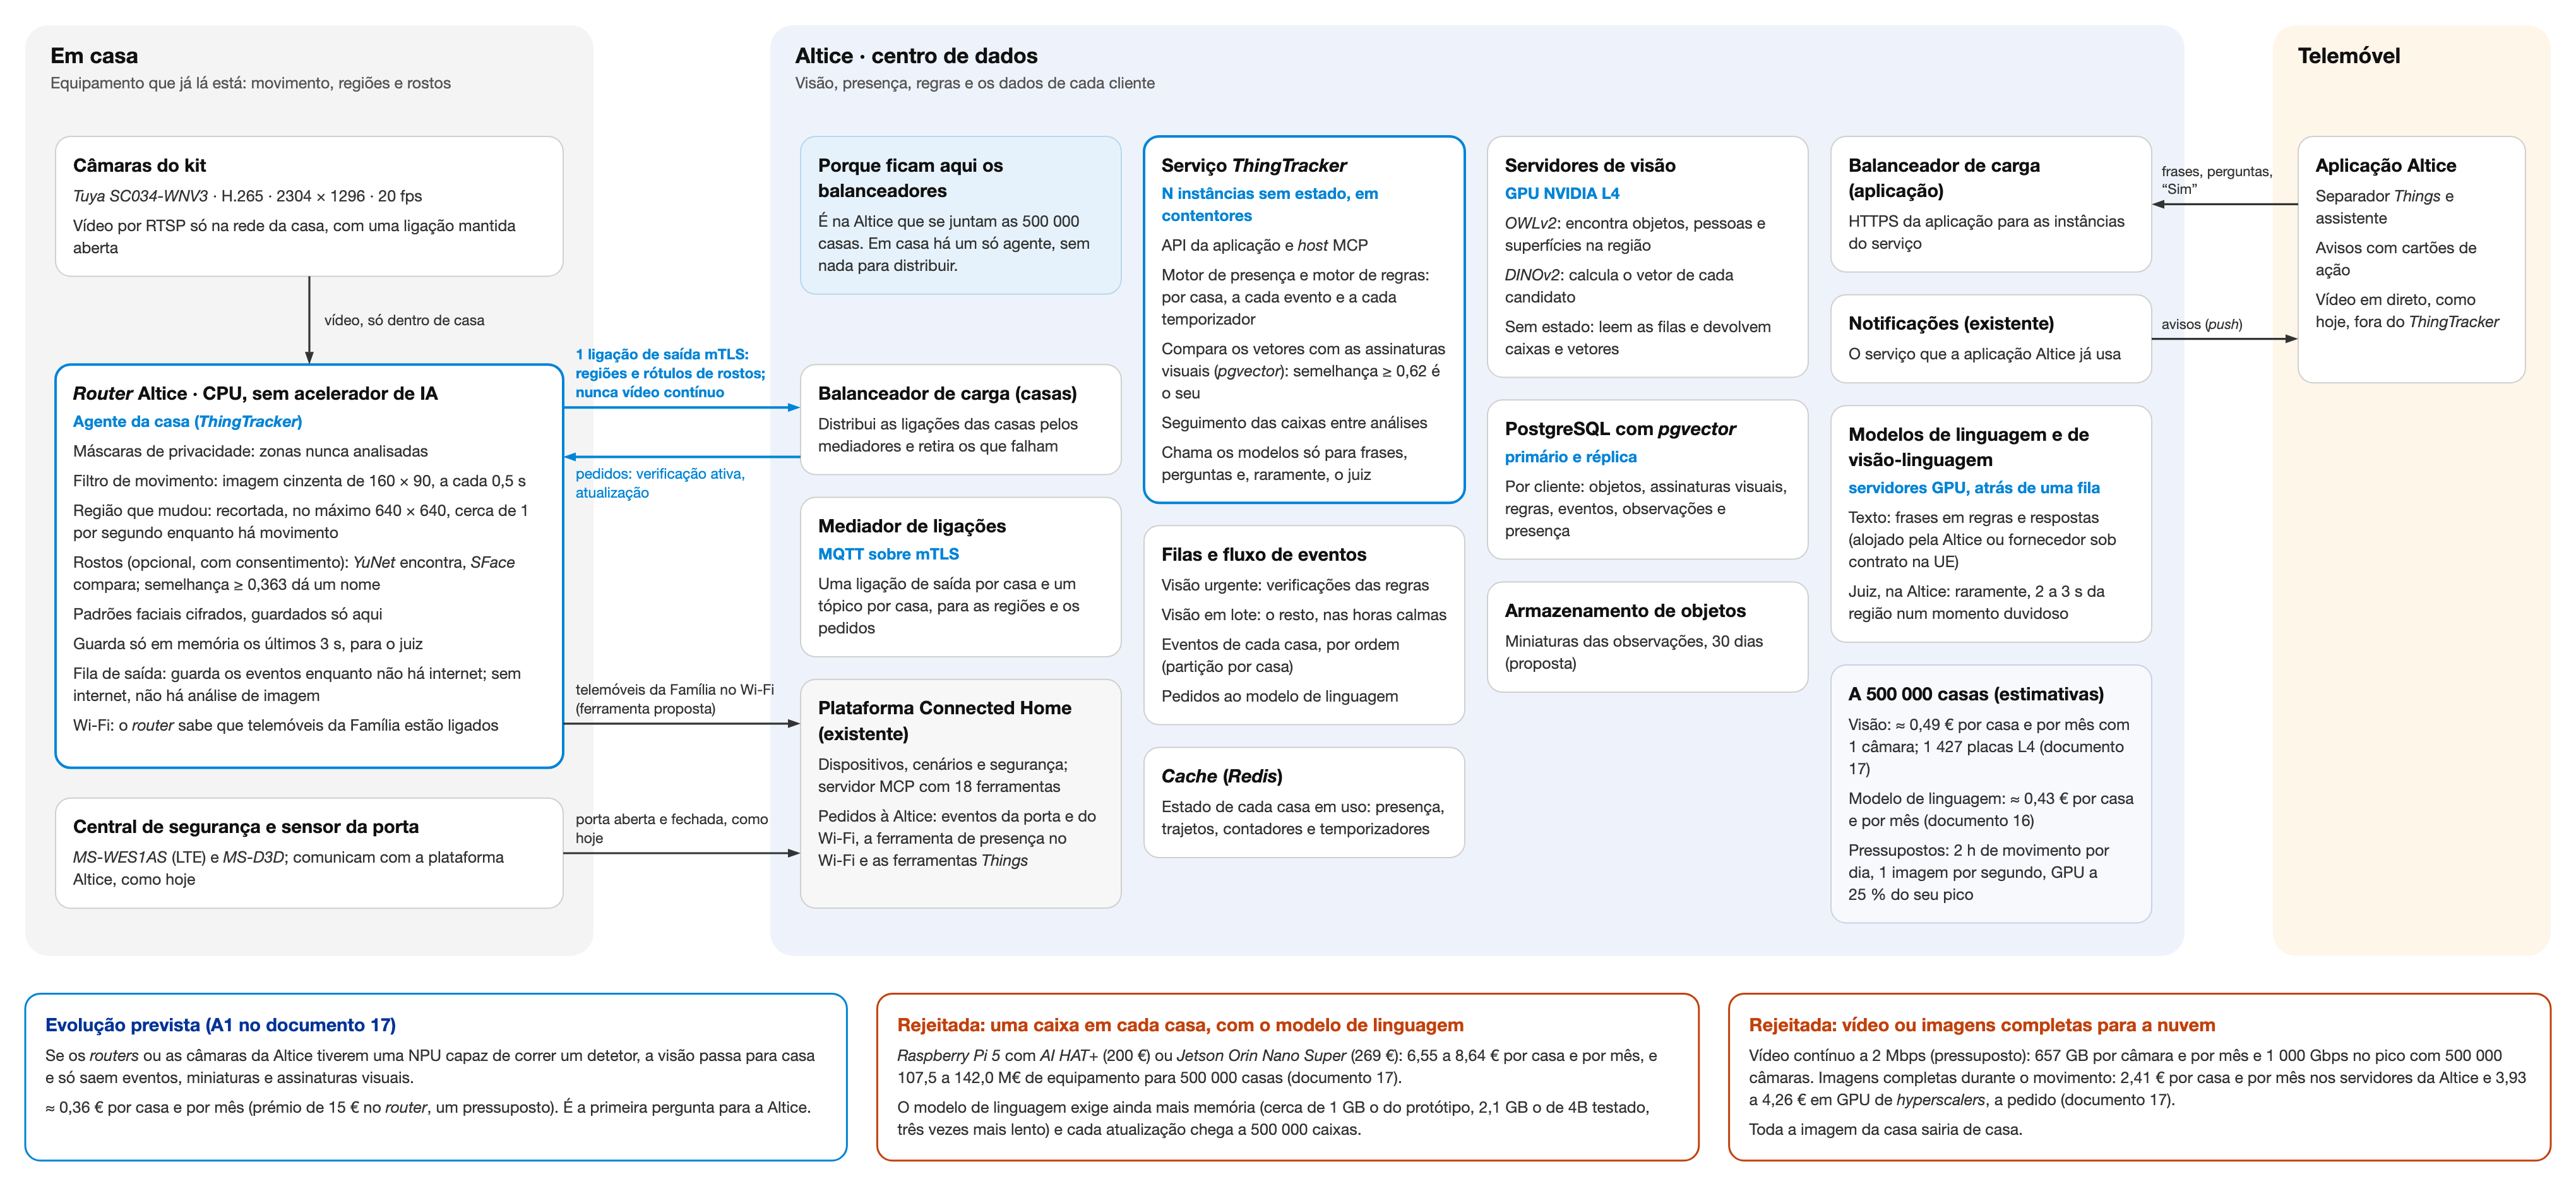 Em casa
Equipamento que já lá está: movimento, regiões e rostos
Câmaras do kit
Tuya SC034-WNV3 · H.265 · 2304 × 1296 · 20 fps
Vídeo por RTSP só na rede da casa, com uma ligação mantida
aberta
vídeo, só dentro de casa
Router Altice · CPU, sem acelerador de IA
Agente da casa (ThingTracker)
Máscaras de privacidade: zonas nunca analisadas
Filtro de movimento: imagem cinzenta de 160 × 90, a cada 0,5 s
Região que mudou: recortada, no máximo 640 × 640, cerca de 1
por segundo enquanto há movimento
Rostos (opcional, com consentimento): YuNet encontra, SFace
compara; semelhança ≥ 0,363 dá um nome
Padrões faciais cifrados, guardados só aqui
Guarda só em memória os últimos 3 s, para o juiz
Fila de saída: guarda os eventos enquanto não há internet; sem
internet, não há análise de imagem
Wi-Fi: o router sabe que telemóveis da Família estão ligados
Central de segurança e sensor da porta
MS-WES1AS (LTE) e MS-D3D; comunicam com a plataforma
Altice, como hoje
1 ligação de saída mTLS:
regiões e rótulos de rostos;
nunca vídeo contínuo
pedidos: verificação ativa,
atualização
telemóveis da Família no Wi-Fi
(ferramenta proposta)
porta aberta e fechada, como
hoje
Altice · centro de dados
Visão, presença, regras e os dados de cada cliente
Porque ficam aqui os
balanceadores
É na Altice que se juntam as 500 000
casas. Em casa há um só agente, sem
nada para distribuir.
Balanceador de carga (casas)
Distribui as ligações das casas pelos
mediadores e retira os que falham
Mediador de ligações
MQTT sobre mTLS
Uma ligação de saída por casa e um
tópico por casa, para as regiões e os
pedidos
Plataforma Connected Home
(existente)
Dispositivos, cenários e segurança;
servidor MCP com 18 ferramentas
Pedidos à Altice: eventos da porta e do
Wi-Fi, a ferramenta de presença no
Wi-Fi e as ferramentas Things
Serviço ThingTracker
N instâncias sem estado, em
contentores
API da aplicação e host MCP
Motor de presença e motor de regras:
por casa, a cada evento e a cada
temporizador
Compara os vetores com as assinaturas
visuais (pgvector): semelhança ≥ 0,62 é
o seu
Seguimento das caixas entre análises
Chama os modelos só para frases,
perguntas e, raramente, o juiz
Filas e fluxo de eventos
Visão urgente: verificações das regras
Visão em lote: o resto, nas horas calmas
Eventos de cada casa, por ordem
(partição por casa)
Pedidos ao modelo de linguagem
Cache (Redis)
Estado de cada casa em uso: presença,
trajetos, contadores e temporizadores
Servidores de visão
GPU NVIDIA L4
OWLv2: encontra objetos, pessoas e
superfícies na região
DINOv2: calcula o vetor de cada
candidato
Sem estado: leem as filas e devolvem
caixas e vetores
PostgreSQL com pgvector
primário e réplica
Por cliente: objetos, assinaturas visuais,
regras, eventos, observações e
presença
Armazenamento de objetos
Miniaturas das observações, 30 dias
(proposta)
Balanceador de carga
(aplicação)
HTTPS da aplicação para as instâncias
do serviço
Notificações (existente)
O serviço que a aplicação Altice já usa
Modelos de linguagem e de
visão-linguagem
servidores GPU, atrás de uma fila
Texto: frases em regras e respostas
(alojado pela Altice ou fornecedor sob
contrato na UE)
Juiz, na Altice: raramente, 2 a 3 s da
região num momento duvidoso
A 500 000 casas (estimativas)
Visão: ≈ 0,49 € por casa e por mês com
1 câmara; 1 427 placas L4 (documento
17)
Modelo de linguagem: ≈ 0,43 € por casa
e por mês (documento 16)
Pressupostos: 2 h de movimento por
dia, 1 imagem por segundo, GPU a
25 % do seu pico
frases, perguntas,
“Sim”
avisos (push)
Telemóvel
Aplicação Altice
Separador Things e
assistente
Avisos com cartões de
ação
Vídeo em direto, como
hoje, fora do ThingTracker
Evolução prevista (A1 no documento 17)
Se os routers ou as câmaras da Altice tiverem uma NPU capaz de correr um detetor, a visão passa para casa
e só saem eventos, miniaturas e assinaturas visuais.
≈ 0,36 € por casa e por mês (prémio de 15 € no router, um pressuposto). É a primeira pergunta para a Altice.
Rejeitada: uma caixa em cada casa, com o modelo de linguagem
Raspberry Pi 5 com AI HAT+ (200 €) ou Jetson Orin Nano Super (269 €): 6,55 a 8,64 € por casa e por mês, e
107,5 a 142,0 M€ de equipamento para 500 000 casas (documento 17).
O modelo de linguagem exige ainda mais memória (cerca de 1 GB o do protótipo, 2,1 GB o de 4B testado,
três vezes mais lento) e cada atualização chega a 500 000 caixas.
Rejeitada: vídeo ou imagens completas para a nuvem
Vídeo contínuo a 2 Mbps (pressuposto): 657 GB por câmara e por mês e 1 000 Gbps no pico com 500 000
câmaras. Imagens completas durante o movimento: 2,41 € por casa e por mês nos servidores da Altice e 3,93
a 4,26 € em GPU de hyperscalers, a pedido (documento 17).
Toda a imagem da casa sairia de casa.